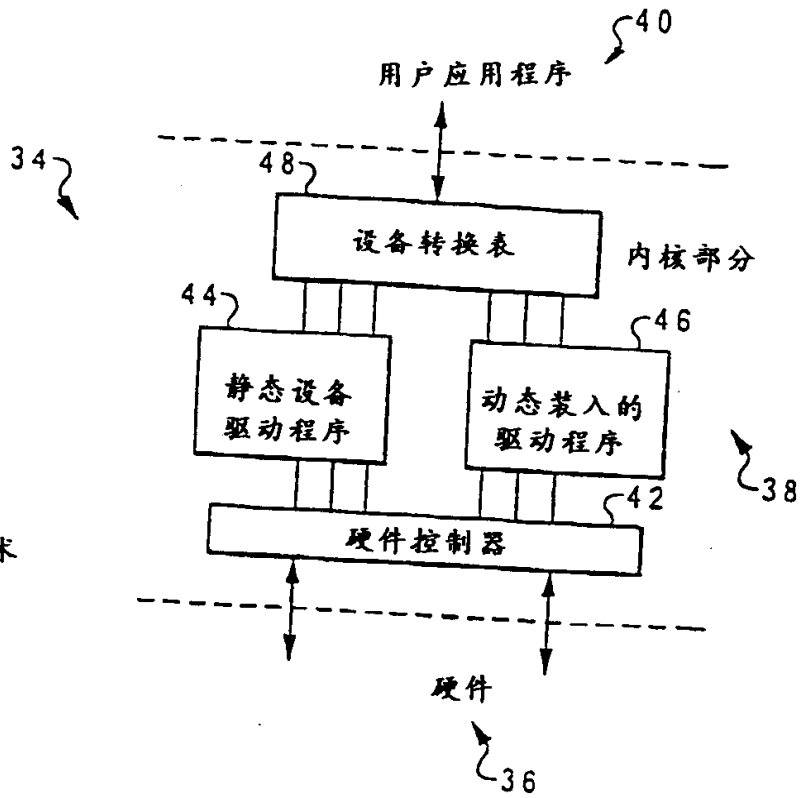 40
用户应用程序
34
48
设备转换表
内核部分
44
46
静态设备
驱动程序
动态装入的
驱动程序
38
42
硬件控制器
术
硬件
36